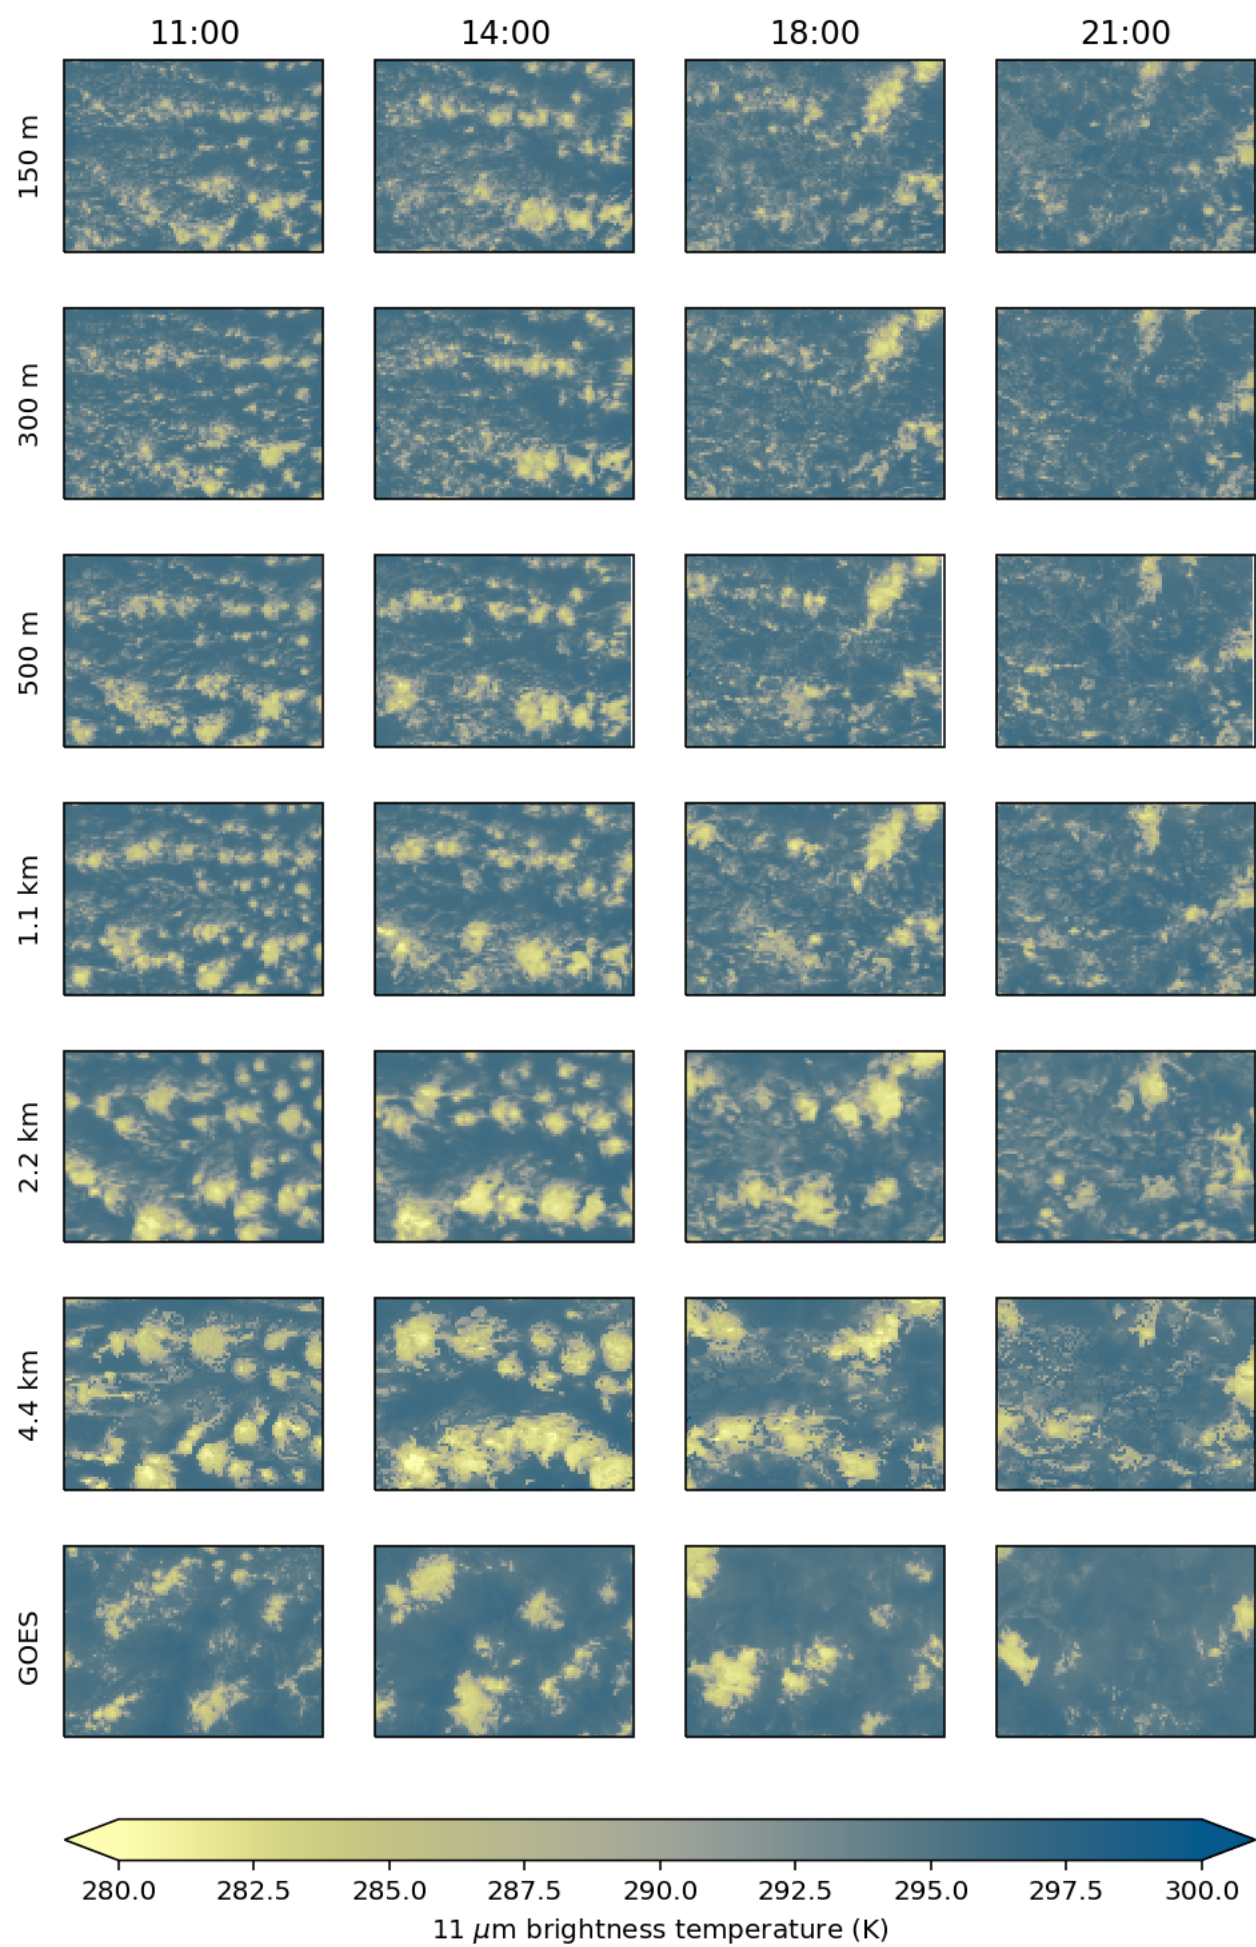 11:00 14:00 18:00 21:00
150 m
300 m
500 m
1.1 km
2.2 km
4.4 km
GOES
280.0 282.5 285.0 287.5 290.0 292.5 295.0 297.5 300.0
11 μm brightness temperature (K)